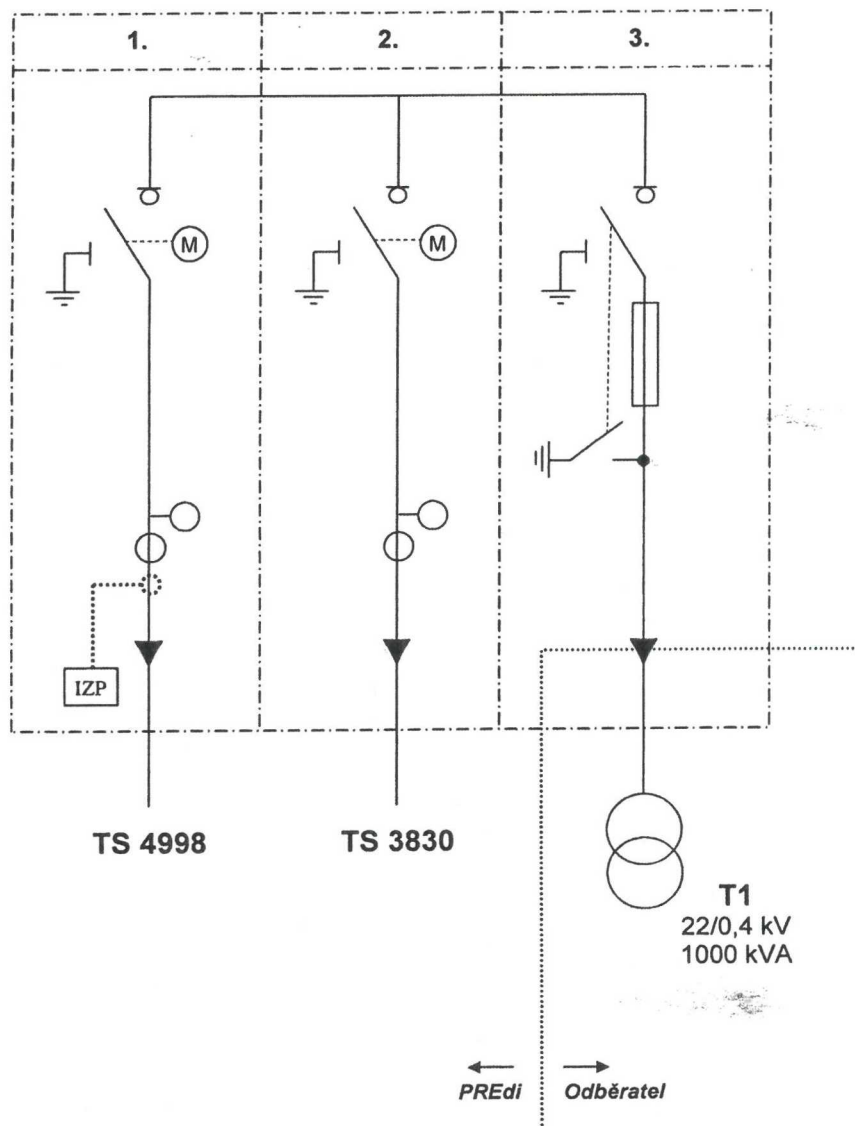 1.
2.
3.
M
M
IZP
TS 4998
TS 3830
T1
22/0,4 kV
1000 kVA
PREdi
Odběratel